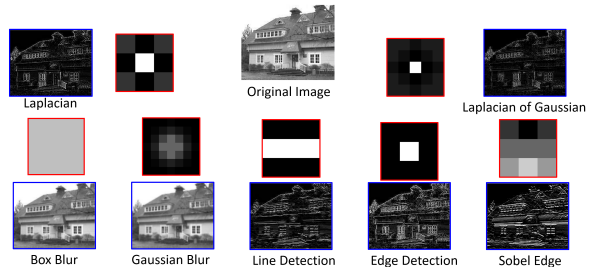 Laplacian
Original Image
Laplacian of Gaussian
Box Blur
Gaussian Blur
Line Detection
Edge Detection
Sobel Edge